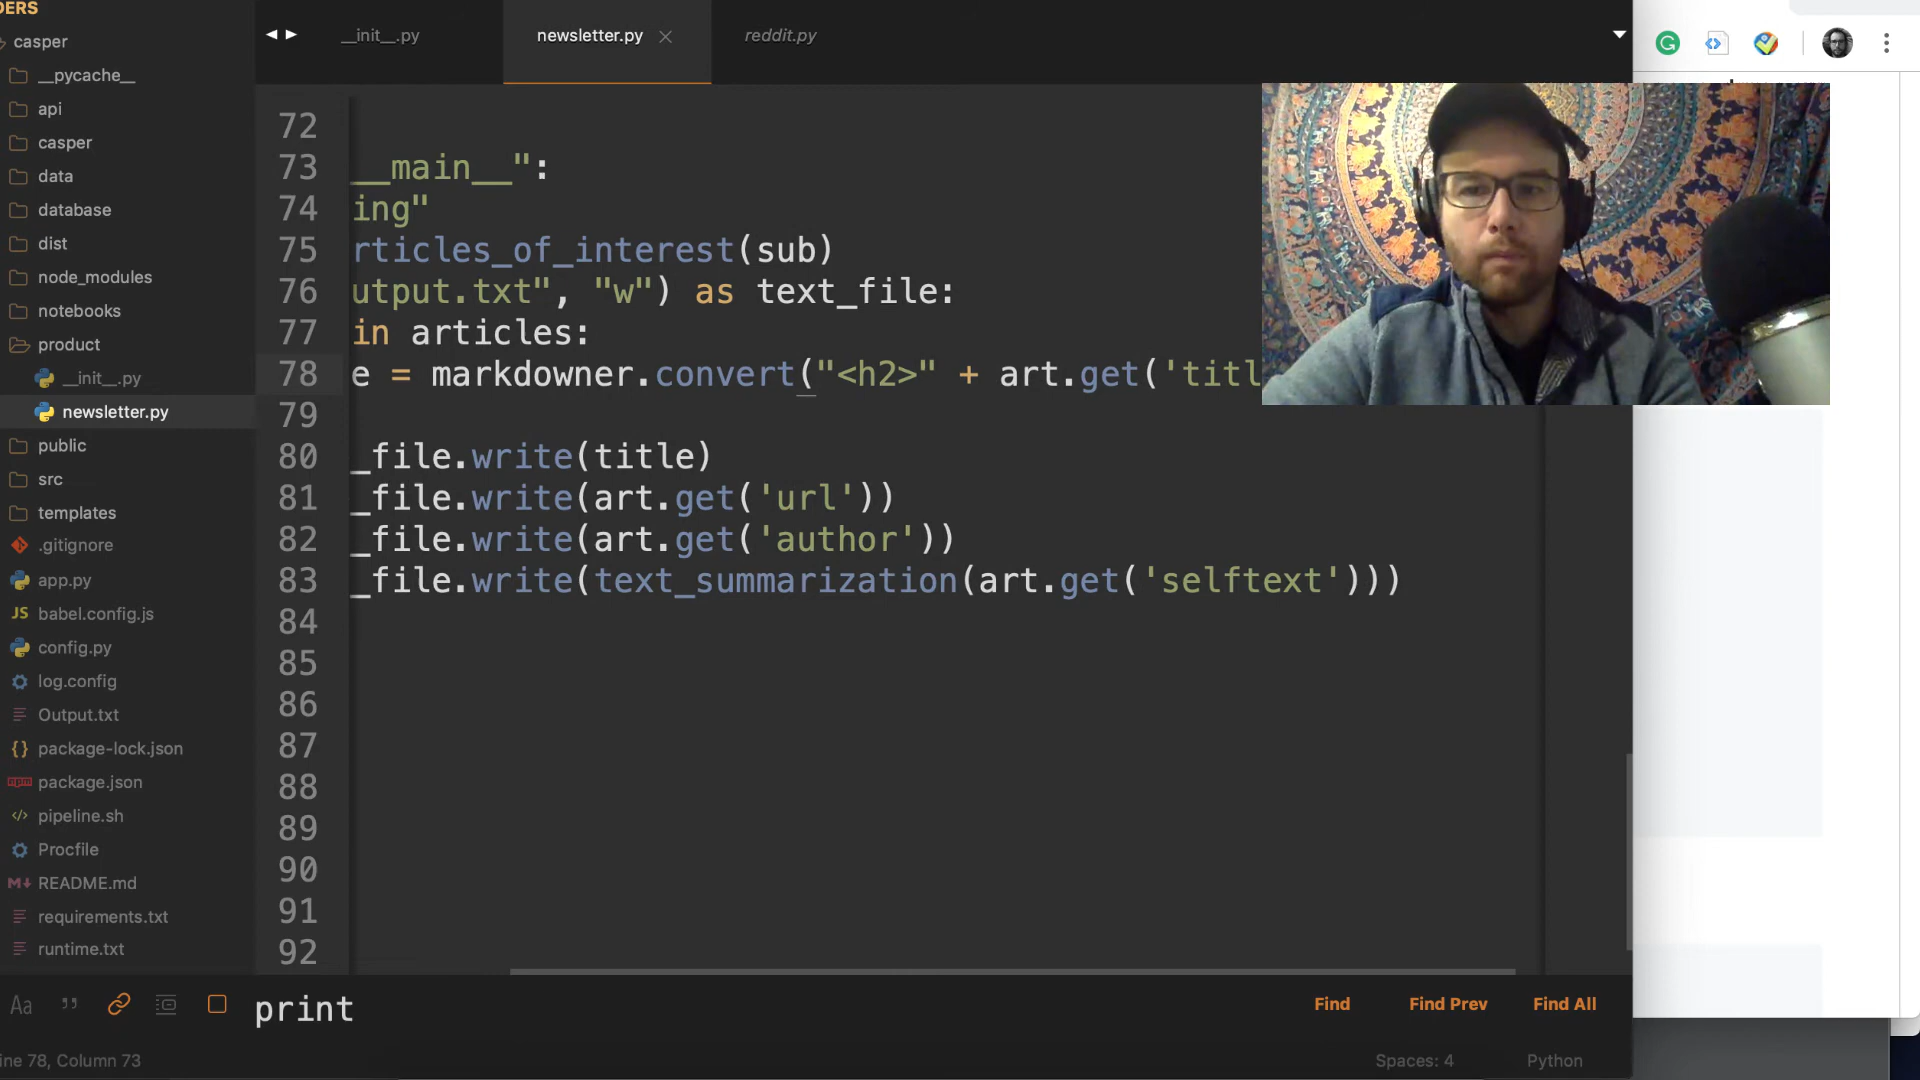 DERS
casper
__pycache__
api
casper
data
database
dist
node_modules
notebooks
product
__init__.py
newsletter.py
public
src
templates
.gitignore
app.py
JS babel.config.js
config.py
log.config
Output.txt
{} package-lock.json
package.json
</> pipeline.sh
Procfile
M README.md
requirements.txt
runtime.txt
__init__.py newsletter.py × reddit.py
72
73 __main__":
74 ing"
75 rticles_of_interest(sub)
76 utput.txt", "w") as text_file:
77 in articles:
78 e = markdowner.convert("<h2>" + art.get('titl
79
80 _file.write(title)
81 _file.write(art.get('url'))
82 _file.write(art.get('author'))
83 _file.write(text_summarization(art.get('selftext')))
84
85
86
87
88
89
90
91
92
Aa " print Find Find Prev Find All
ine 78, Column 73 Spaces: 4 Python